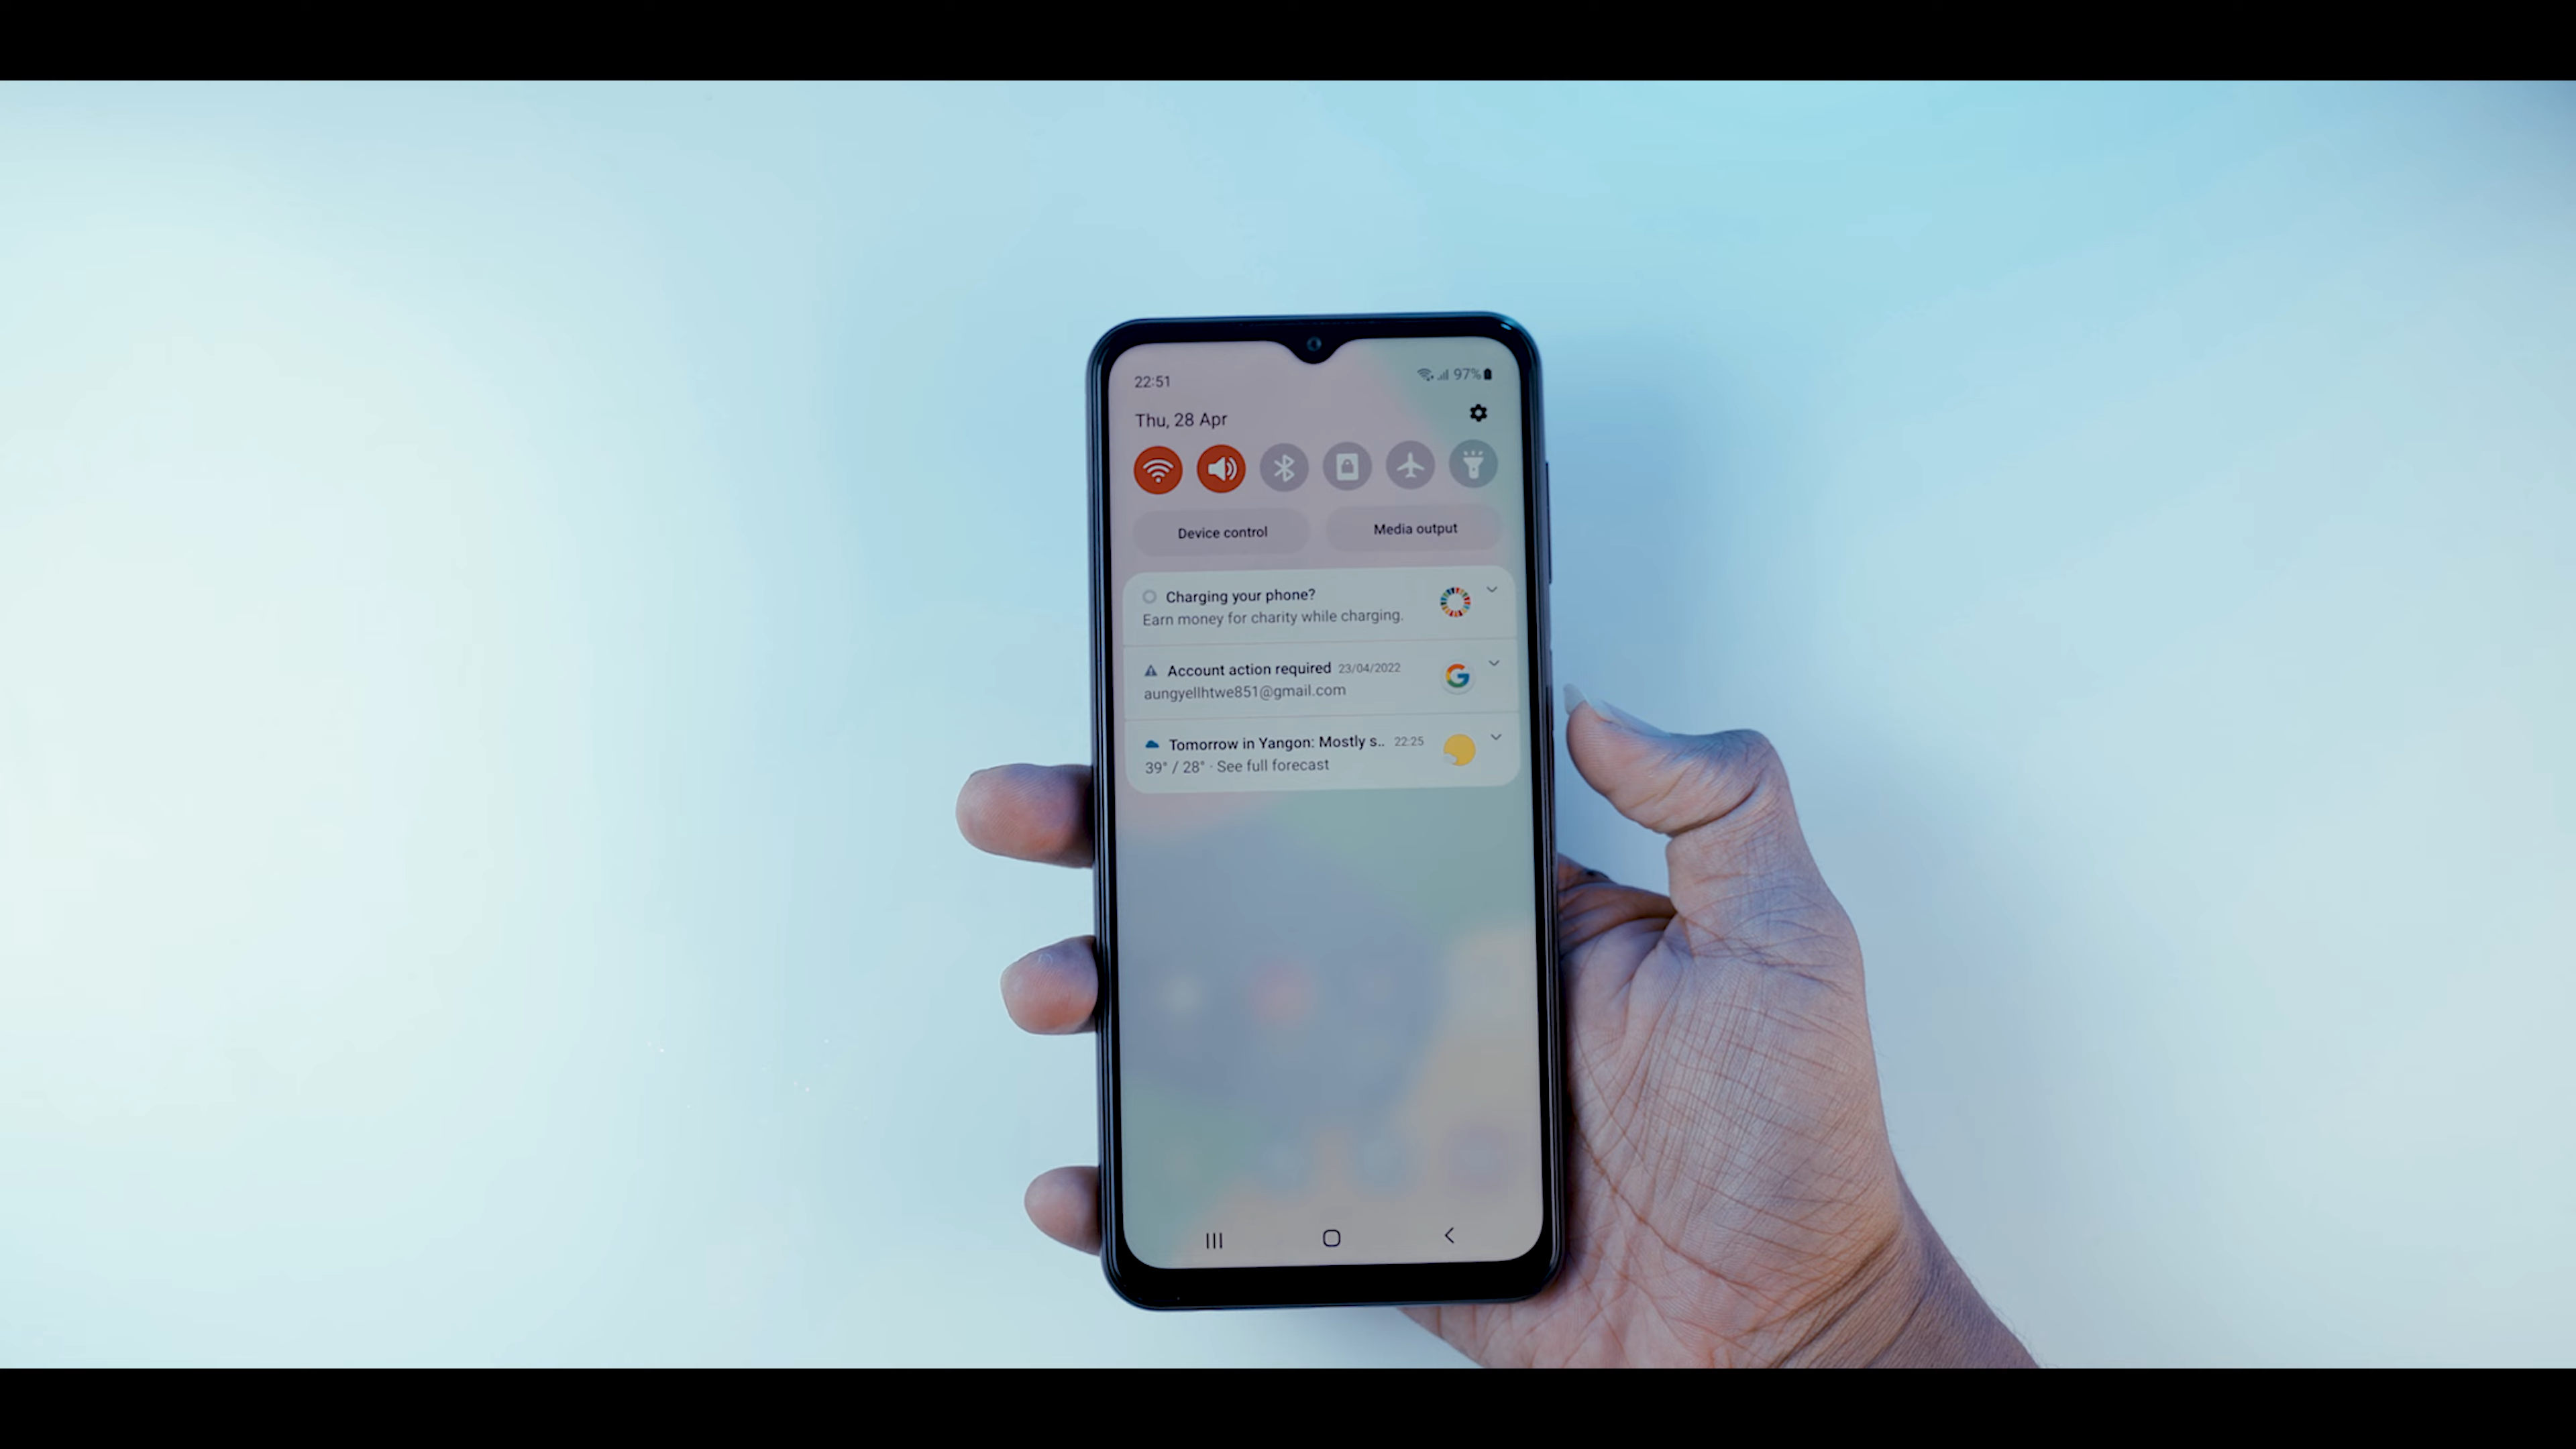 22:51
97%
Thu, 28 Apr
Device control
Media output
Charging your phone?
Earn money for charity while charging.
Account action required 23/04/2022
aungyellhtwe851@gmail.com
Tomorrow in Yangon: Mostly s.. 22:25
39° / 28° · See full forecast